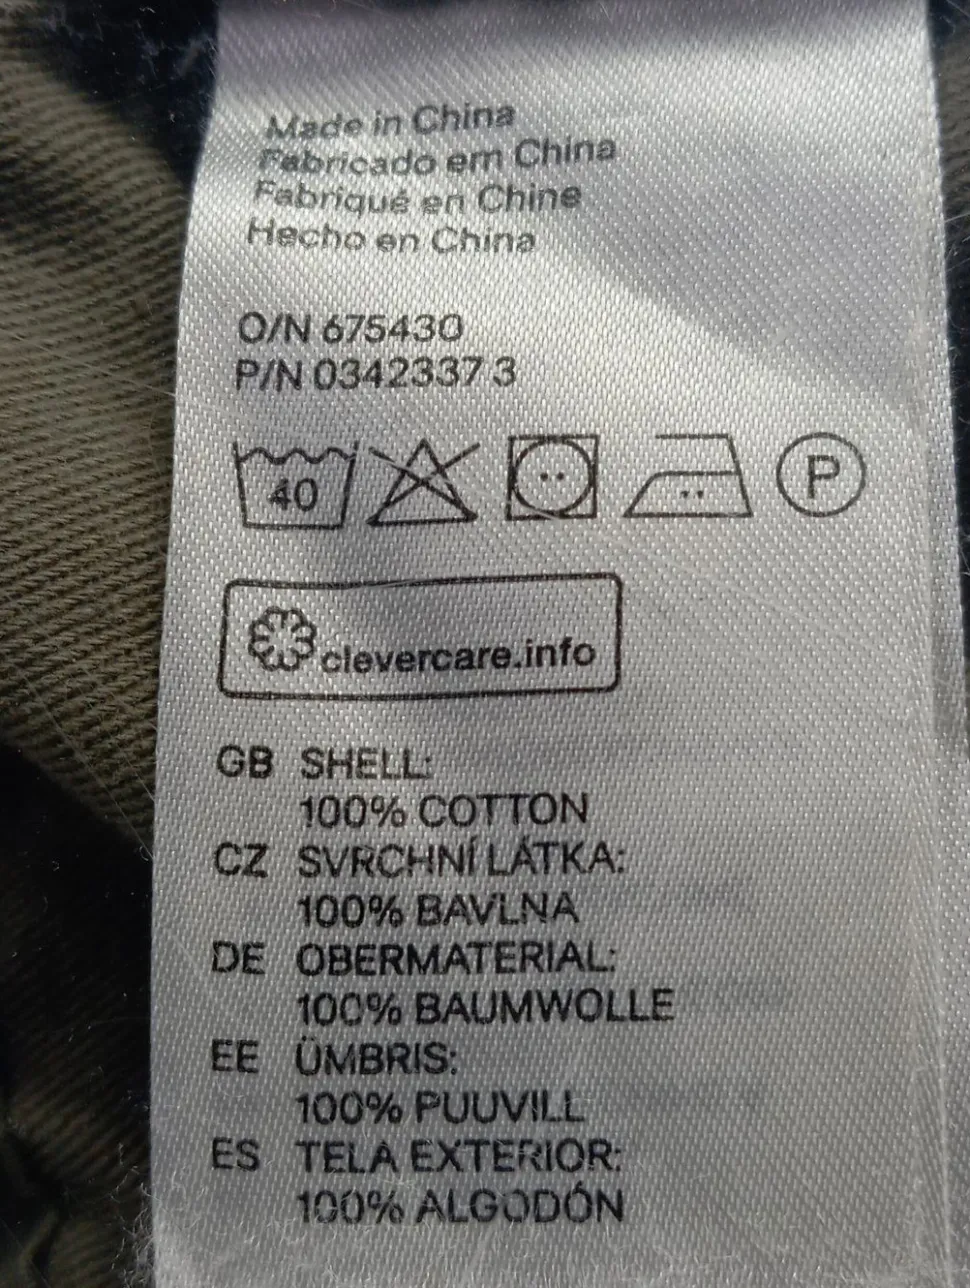 Made in China
Fabricado em China
Fabriqué en Chine
Hecho en China
O/N 675430
P/N 0342337 3
40 P
clevercare.info
GB SHELL:
100% COTTON
CZ SVRCHNÍ LÁTKA:
100% BAVLNA
DE OBERMATERIAL:
100% BAUMWOLLE
EE ÜMBRIS:
100% PUUVILL
ES TELA EXTERIOR:
100% ALGODÓN